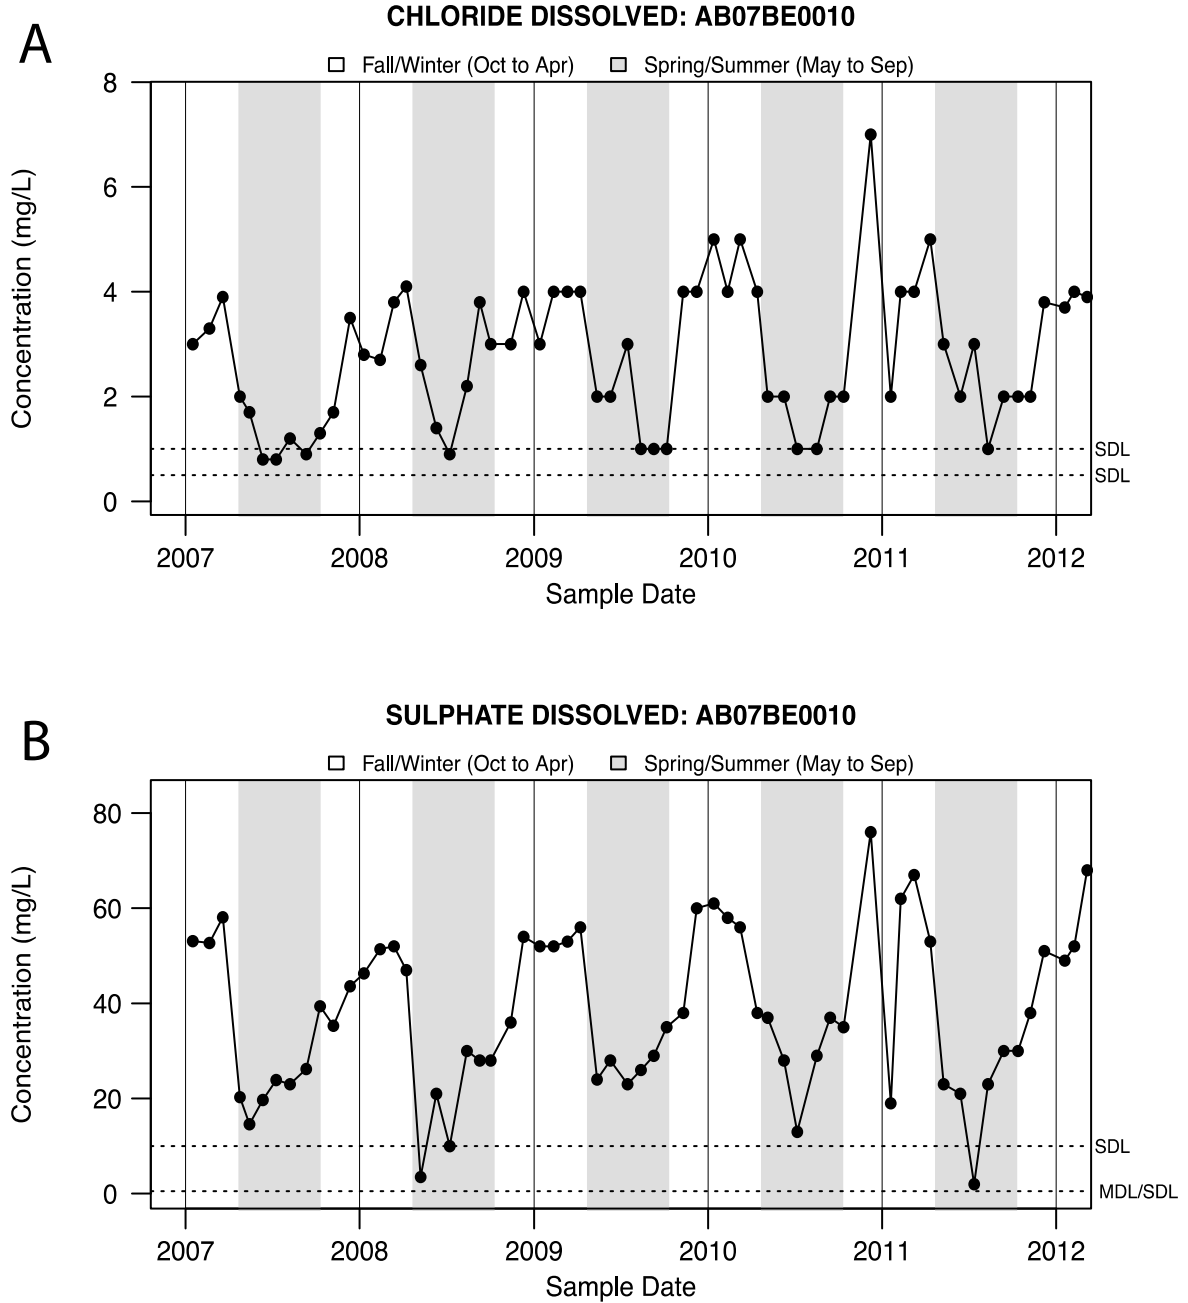 A
CHLORIDE DISSOLVED: AB07BE0010
Fall/Winter (Oct to Apr) Spring/Summer (May to Sep)
8
6
4
2
0
Concentration (mg/L)
SDL
SDL
2007 2008 2009 2010 2011 2012
Sample Date
B
SULPHATE DISSOLVED: AB07BE0010
Fall/Winter (Oct to Apr) Spring/Summer (May to Sep)
80
60
40
20
0
Concentration (mg/L)
SDL
MDL/SDL
2007 2008 2009 2010 2011 2012
Sample Date